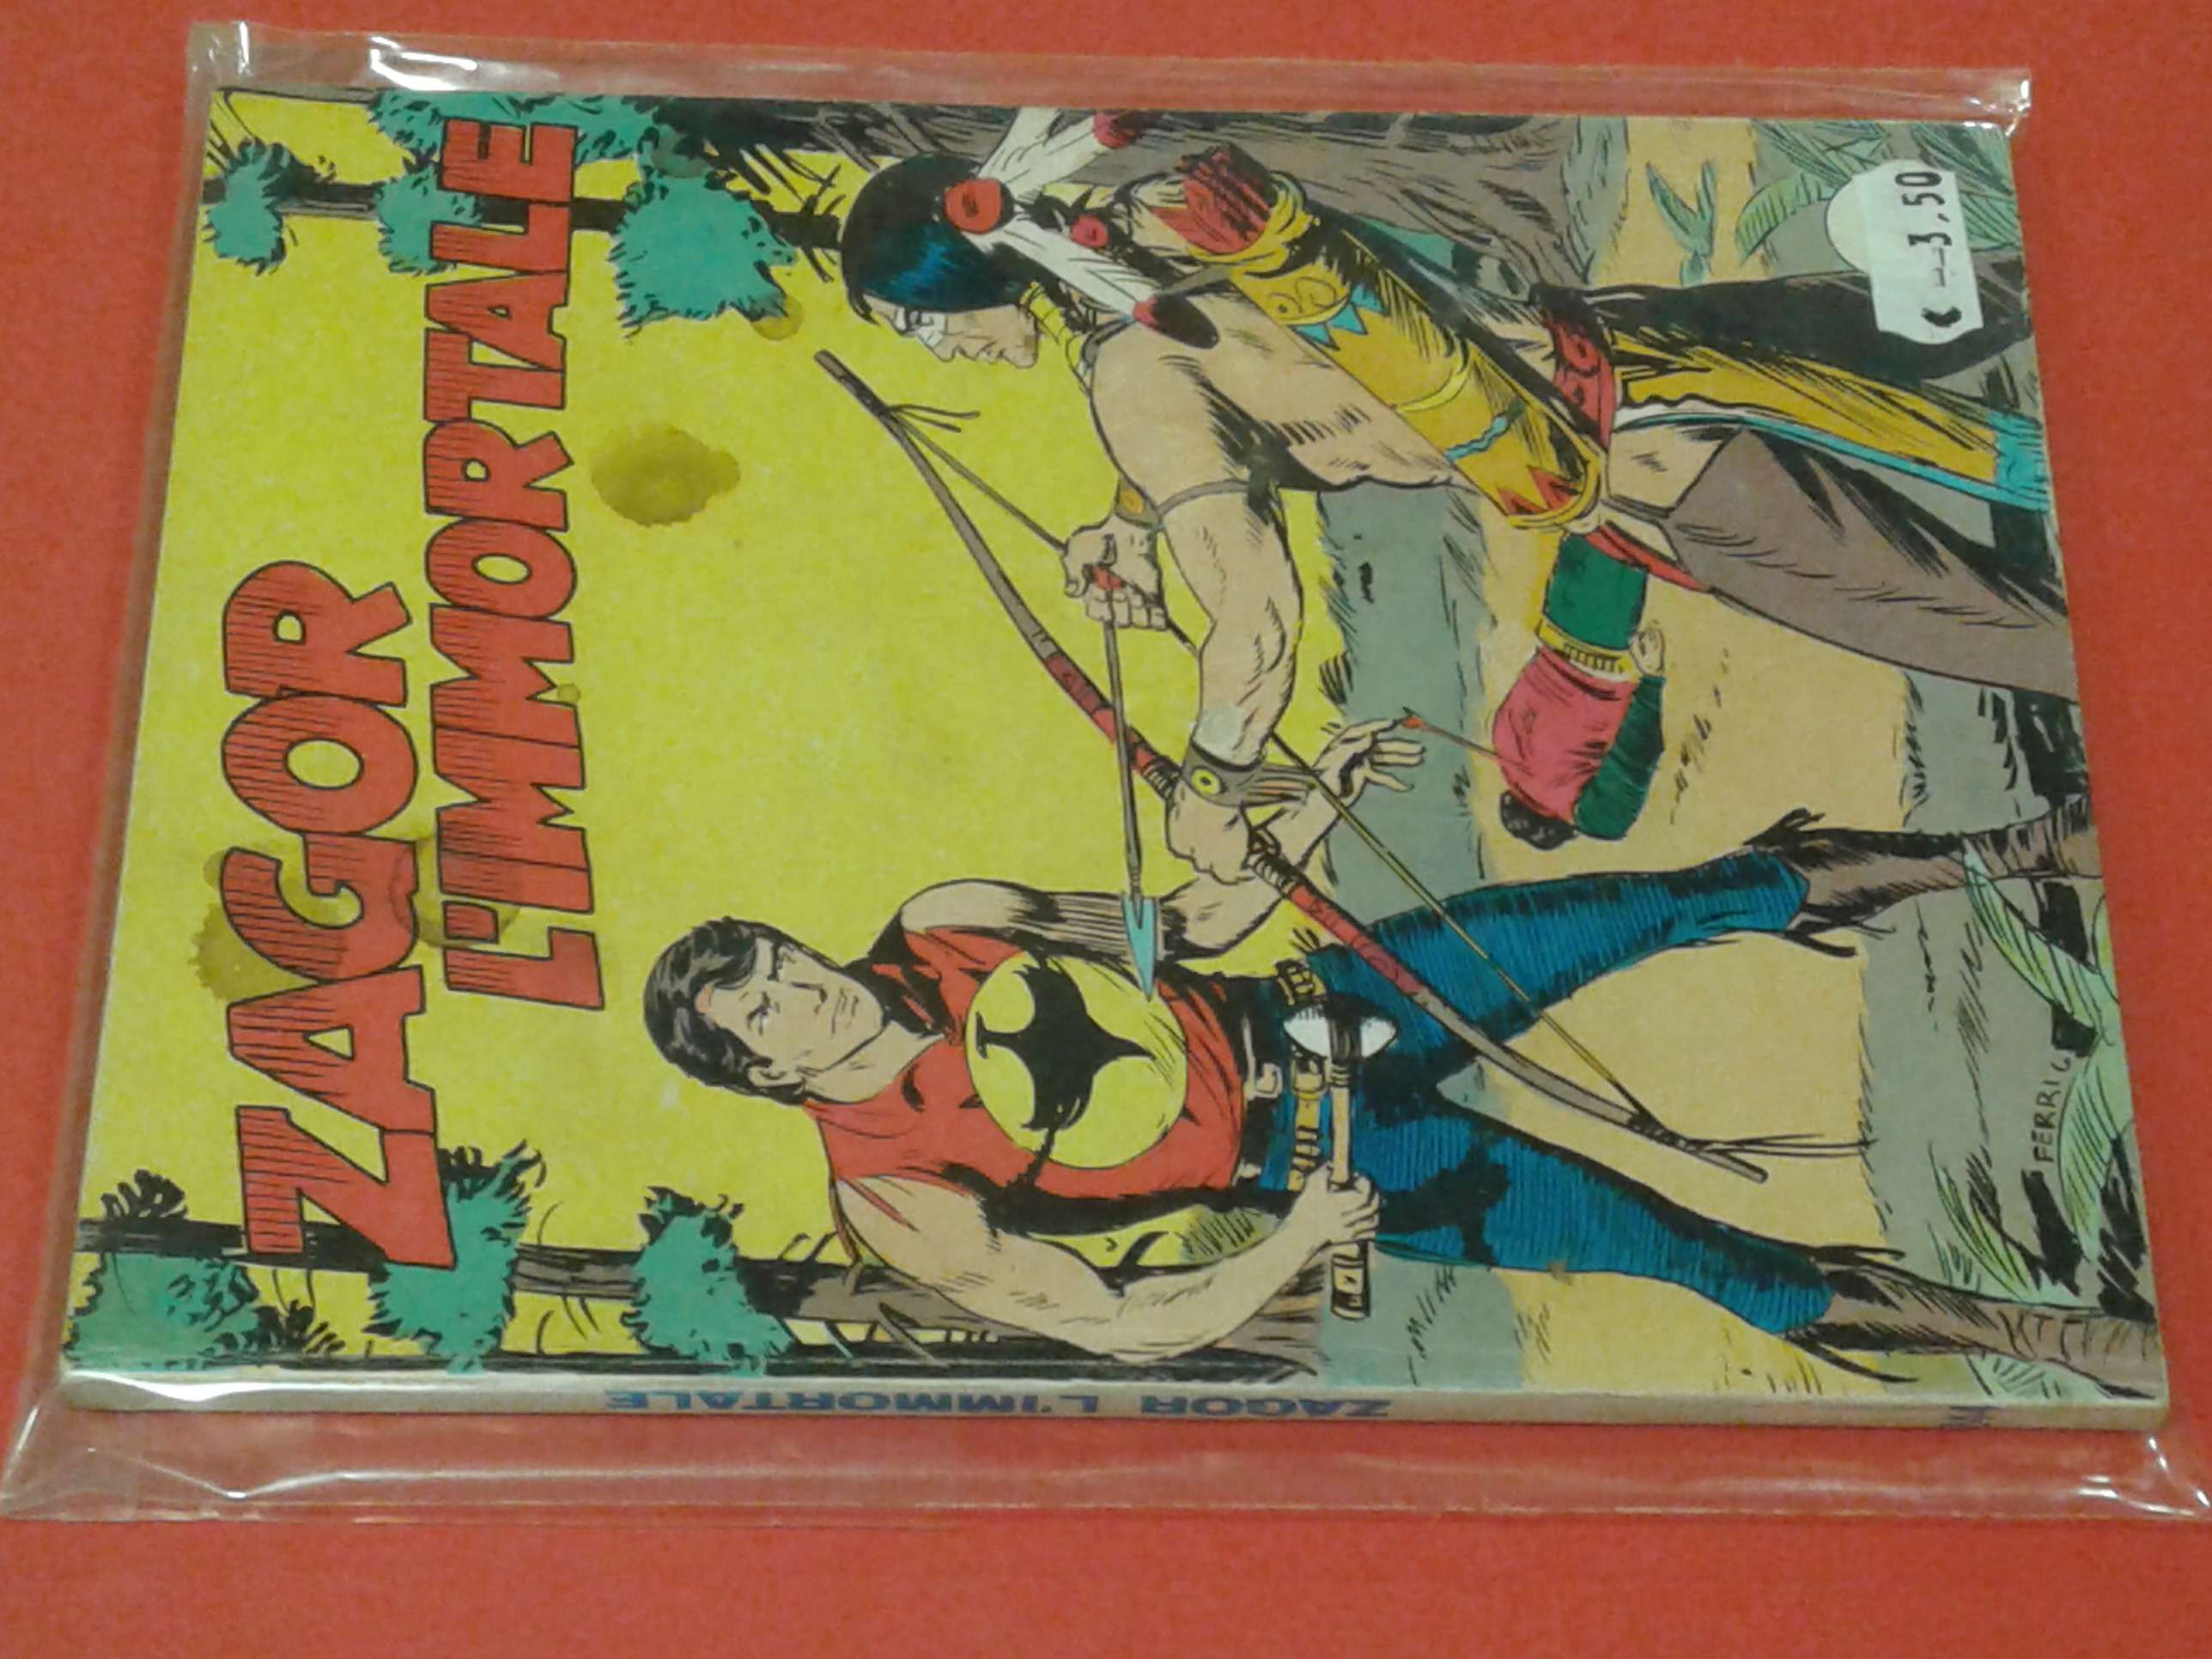 ZAGOR
L'IMMORTALE
€ 3,50
FERRI
ZAGOR L'IMMORTALE